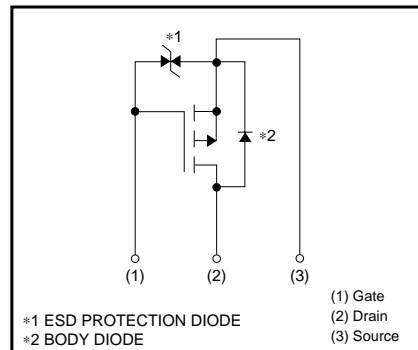 ∗1
∗2
(1) (2) (3)
∗1 ESD PROTECTION DIODE
∗2 BODY DIODE
(1) Gate
(2) Drain
(3) Source